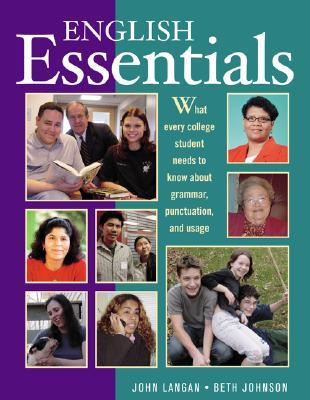 ENGLISH
Essentials
What
every college
student
needs to
know about
grammar,
punctuation,
and usage
JOHN LANGAN • BETH JOHNSON